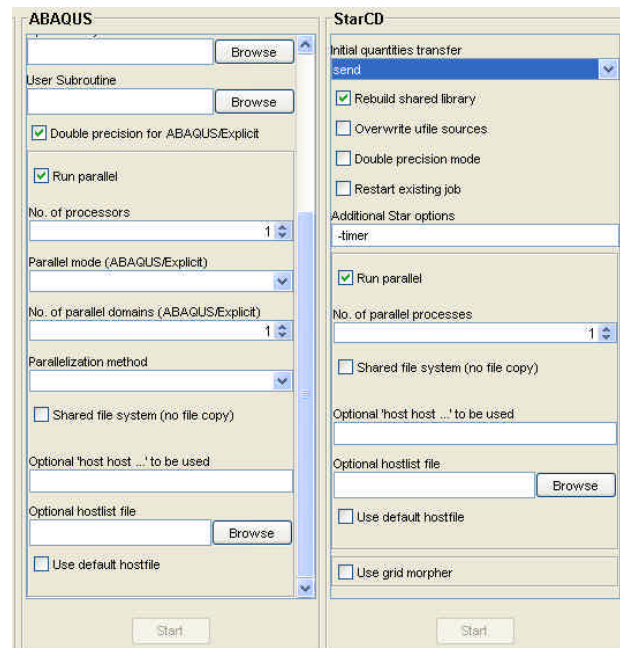 ABAQUS
Browse
User Subroutine
Browse
Double precision for ABAQUS/Explicit
Run parallel
No. of processors
1
Parallel mode (ABAQUS/Explicit)
No. of parallel domains (ABAQUS/Explicit)
1
Parallelization method
Shared file system (no file copy)
Optional 'host host ...' to be used
Optional hostlist file
Browse
Use default hostfile
Start
StarCD
Initial quantities transfer
send
Rebuild shared library
Overwrite ufile sources
Double precision mode
Restart existing job
Additional Star options
-timer
Run parallel
No. of parallel processes
1
Shared file system (no file copy)
Optional 'host host ...' to be used
Optional hostlist file
Browse
Use default hostfile
Use grid morpher
Start